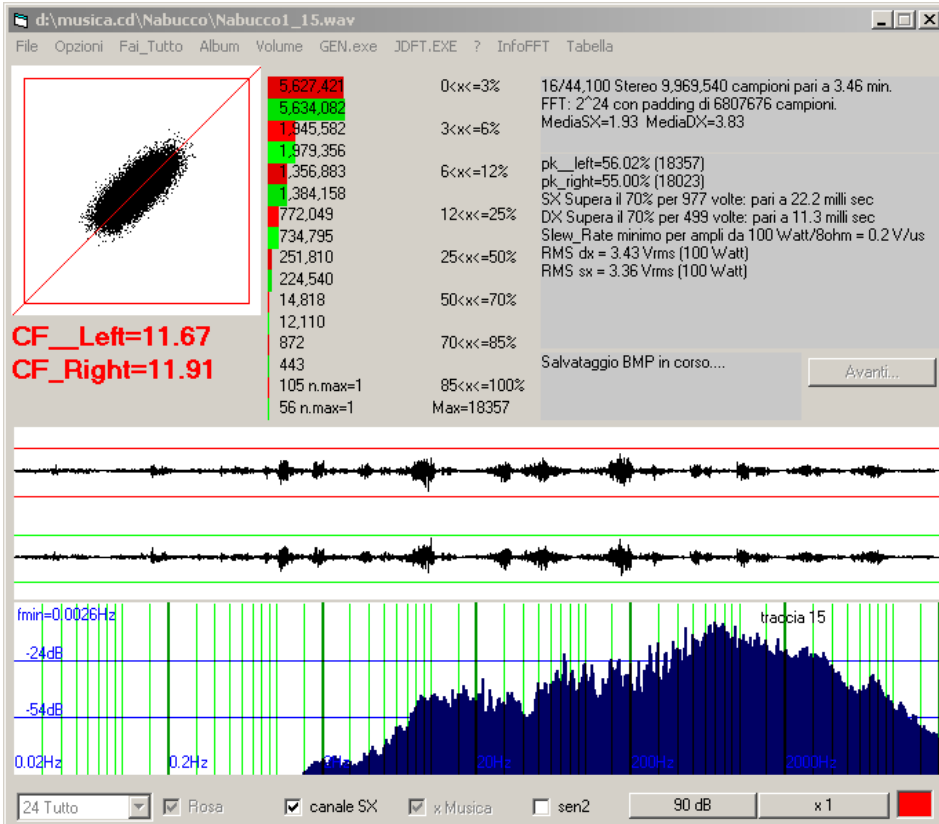 d:\musica.cd\Nabucco\Nabucco1_15.wav
File Opzioni Fai_Tutto Album Volume GEN.exe JDFT.EXE ? InfoFFT Tabella
5,627,421 0<x<=3%
5,634,082
1,945,582 3<x<=6%
1,979,356
1,356,883 6<x<=12%
1,384,158
772,049 12<x<=25%
734,795
251,810 25<x<=50%
224,540
14,818 50<x<=70%
12,110
872 70<x<=85%
443
105 n.max=1 85<x<=100%
56 n.max=1 Max=18357
CF__Left=11.67
CF_Right=11.91
16/44,100 Stereo 9,969,540 campioni pari a 3.46 min.
FFT: 2^24 con padding di 6807676 campioni.
MediaSX=1.93 MediaDX=3.83
pk__left=56.02% (18357)
pk_right=55.00% (18023)
SX Supera il 70% per 977 volte: pari a 22.2 milli sec
DX Supera il 70% per 499 volte: pari a 11.3 milli sec
Slew_Rate minimo per ampli da 100 Watt/8ohm = 0.2 V/us
RMS dx = 3.43 Vrms (100 Watt)
RMS sx = 3.36 Vrms (100 Watt)
Salvataggio BMP in corso....
Avanti...
fmin=0.0026Hz traccia 15
-24dB
-54dB
0.02Hz 0.2Hz 20Hz 200Hz 2000Hz
24 Tutto Rosa canale SX x Musica sen2 90 dB x 1